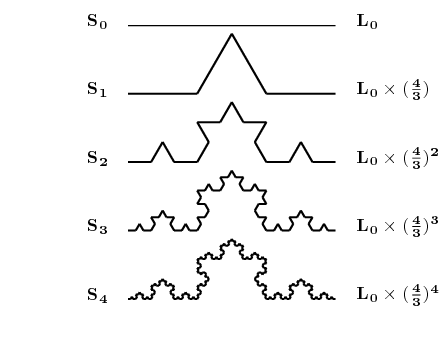 S₀ L₀
S₁ L₀ × (4/3)
S₂ L₀ × (4/3)²
S₃ L₀ × (4/3)³
S₄ L₀ × (4/3)⁴